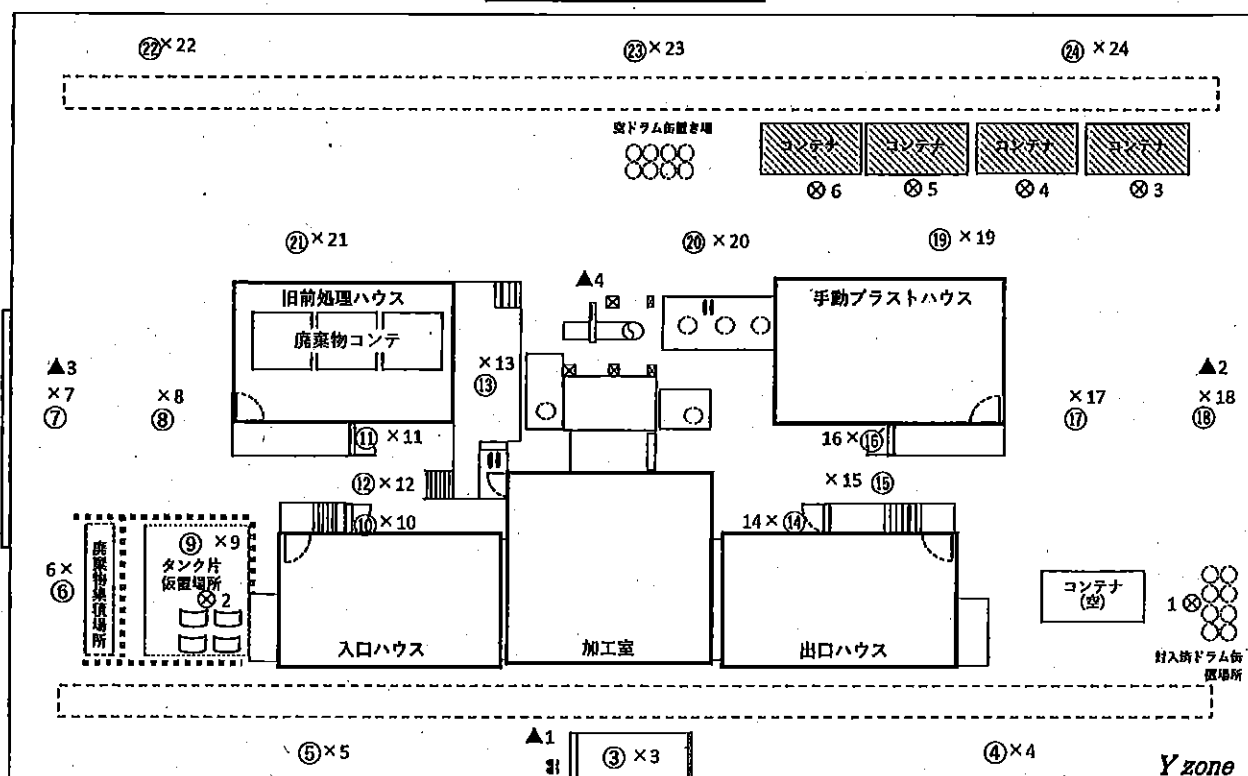 ㉒×22
㉓×23
㉔×24
空ドラム缶置き場
コンテナ
コンテナ
コンテナ
コンテナ
⊗6
⊗5
⊗4
⊗3
㉑×21
⑳×20
⑲×19
▲4
旧前処理ハウス
廃棄物コンテ
手動ブラストハウス
▲3
×7
⑦
×8
⑧
×13
⑬
▲2
×18
⑱
×17
⑰
⑪×11
16×⑯
⑫×12
×15⑮
⑩×10
14×⑭
⑨×9
タンク片
仮置場所
⊗2
6×
⑥
廃棄物集積場所
コンテナ
(空)
1⊗
入口ハウス
加工室
出口ハウス
封入済ドラム缶
置場所
⑤×5
▲1
③×3
④×4
Y zone